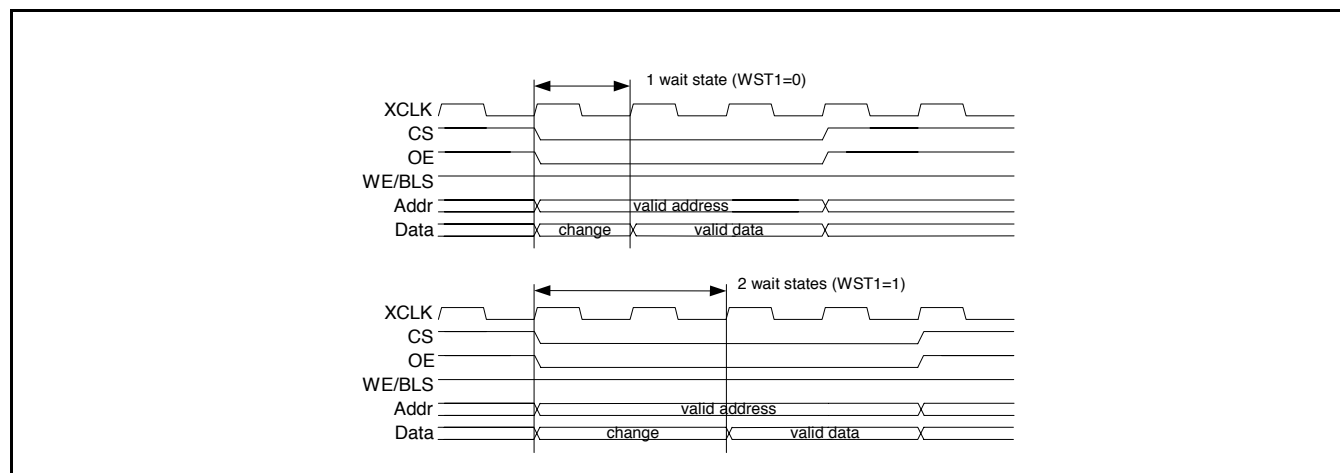 1 wait state (WST1=0)
XCLK
CS
OE
WE/BLS
Addr
valid address
Data
change
valid data
2 wait states (WST1=1)
XCLK
CS
OE
WE/BLS
Addr
valid address
Data
change
valid data